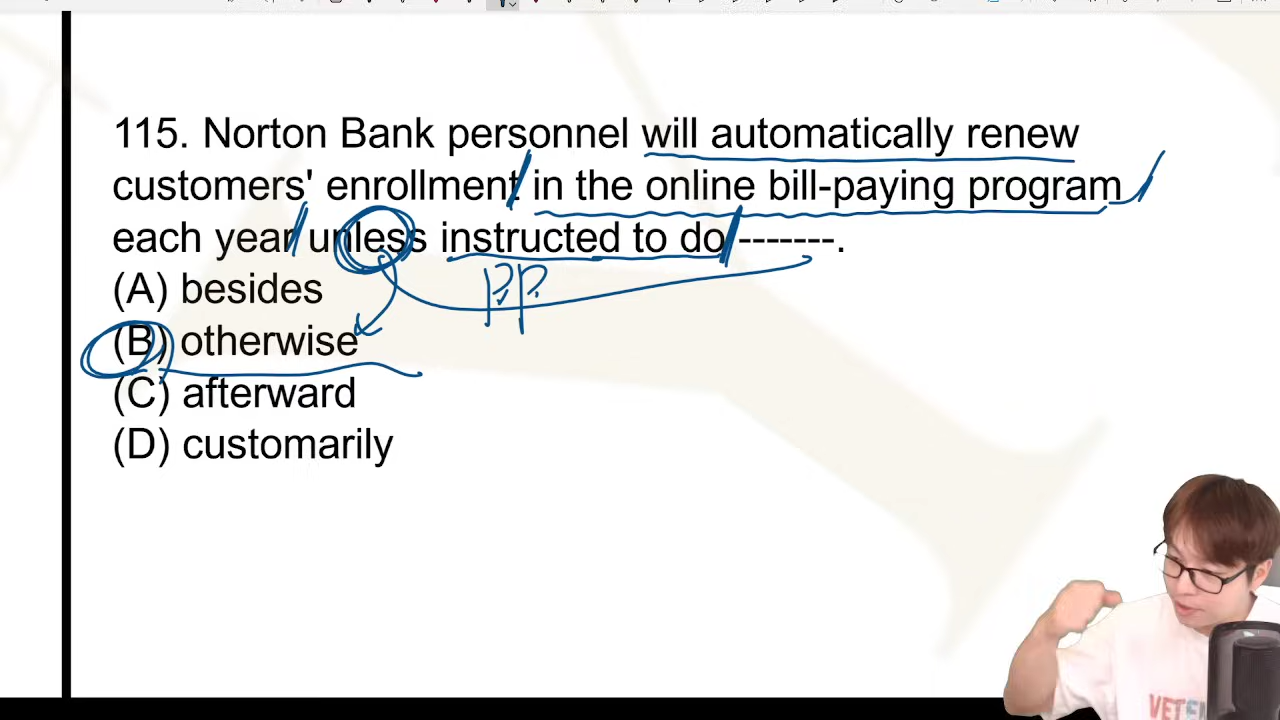 115. Norton Bank personnel will automatically renew
customers' enrollment in the online bill-paying program
each year unless instructed to do -------.
P.P.
(A) besides
(B) otherwise
(C) afterward
(D) customarily